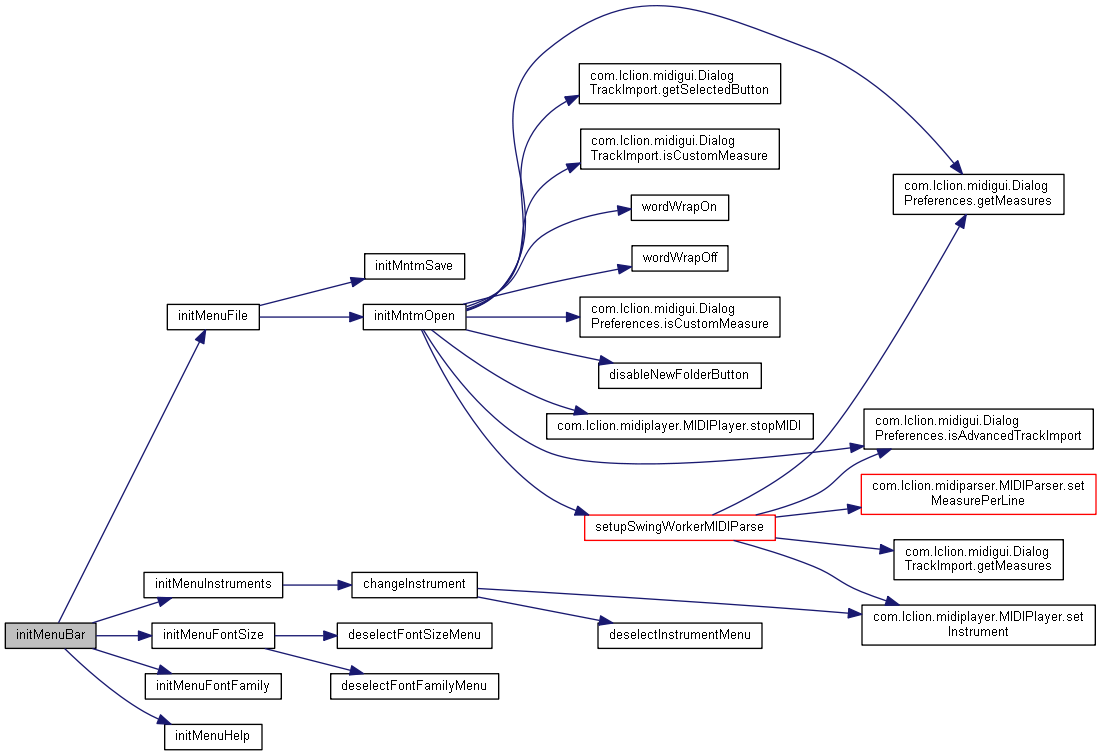 com.lclion.midigui.Dialog
TrackImport.getSelectedButton
com.lclion.midigui.Dialog
TrackImport.isCustomMeasure
com.lclion.midigui.Dialog
Preferences.getMeasures
wordWrapOn
wordWrapOff
initMntmSave
initMenuFile
initMntmOpen
com.lclion.midigui.Dialog
Preferences.isCustomMeasure
disableNewFolderButton
com.lclion.midiplayer.MIDIPlayer.stopMIDI
com.lclion.midigui.Dialog
Preferences.isAdvancedTrackImport
com.lclion.midiparser.MIDIParser.set
MeasurePerLine
setupSwingWorkerMIDIParse
com.lclion.midigui.Dialog
TrackImport.getMeasures
initMenuInstruments
changeInstrument
com.lclion.midiplayer.MIDIPlayer.set
Instrument
initMenuBar
initMenuFontSize
deselectFontSizeMenu
deselectInstrumentMenu
initMenuFontFamily
deselectFontFamilyMenu
initMenuHelp